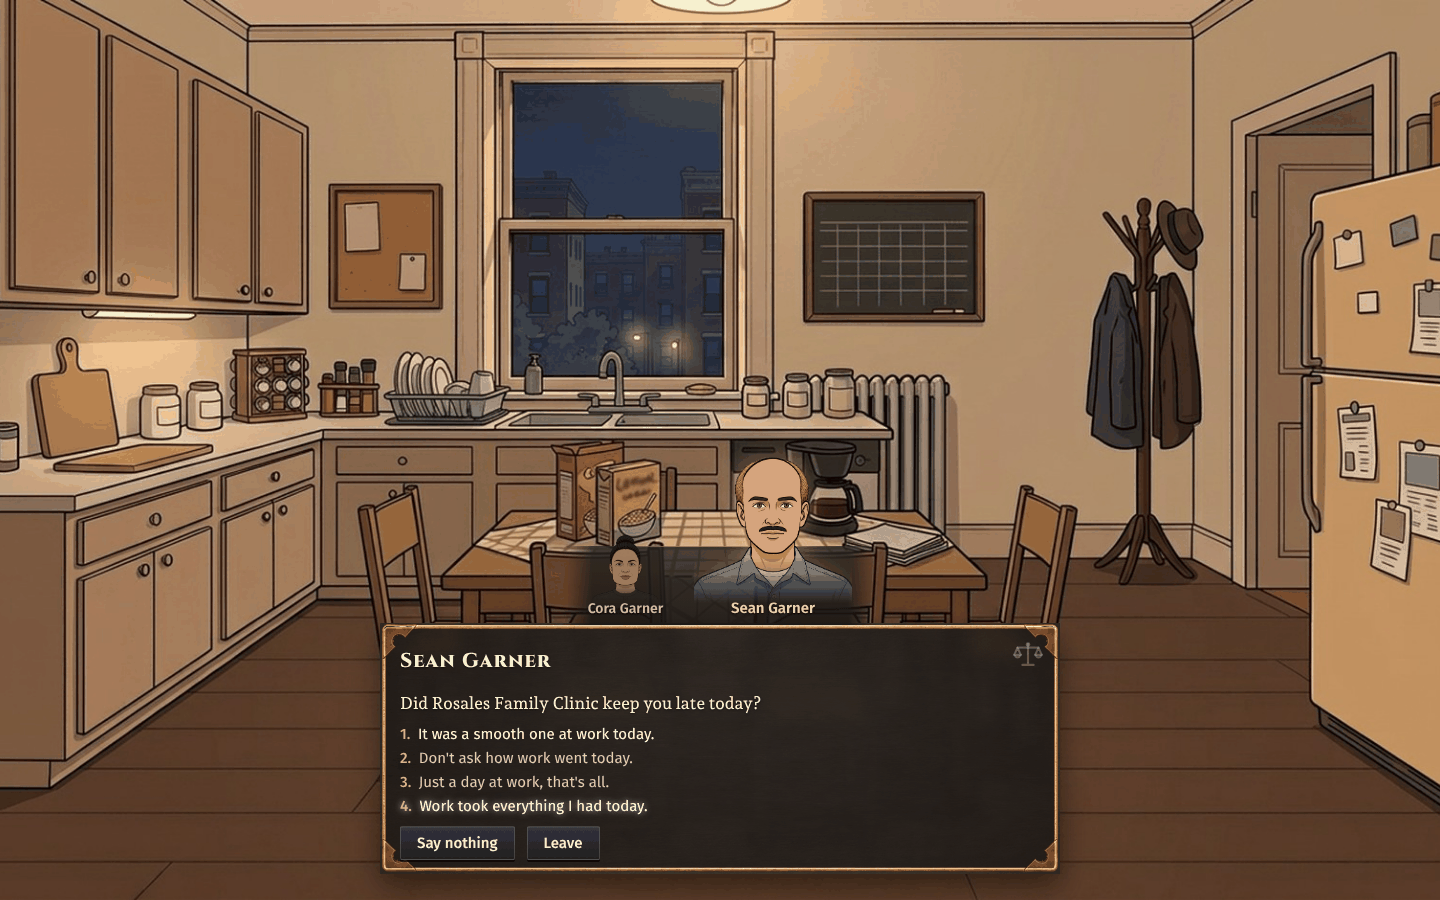 Cora Garner
Sean Garner
Sean Garner
Did Rosales Family Clinic keep you late today?
1. It was a smooth one at work today.
2. Don't ask how work went today.
3. Just a day at work, that's all.
4. Work took everything I had today.
Say nothing
Leave